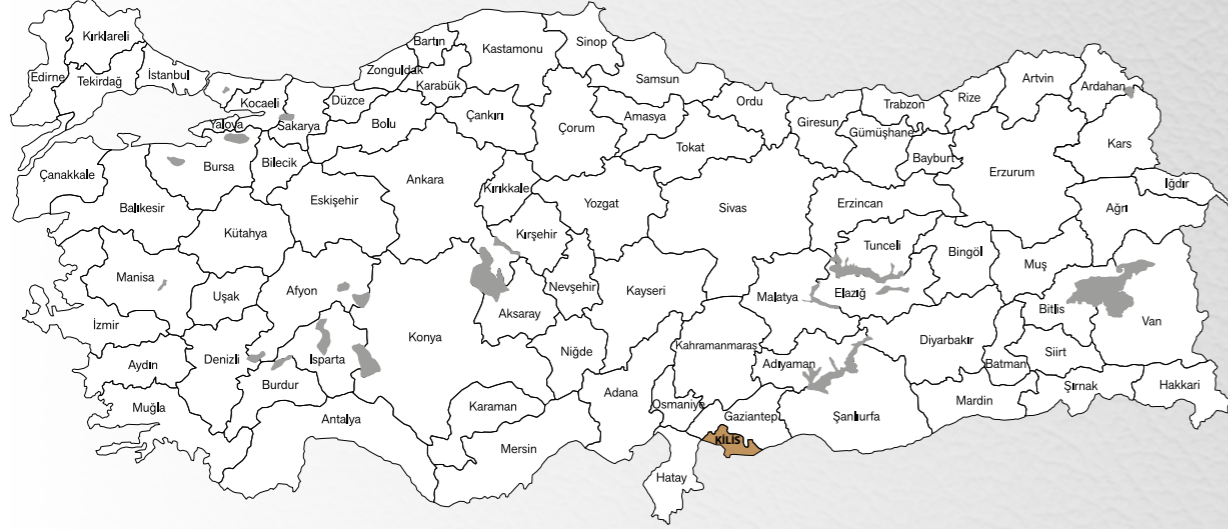 Kırklareli
Edirne
Tekirdağ
İstanbul
Kocaeli
Yalova
Sakarya
Düzce
Zonguldak
Bartın
Karabük
Kastamonu
Sinop
Samsun
Ordu
Giresun
Trabzon
Rize
Artvin
Ardahan
Çanakkale
Bursa
Bilecik
Bolu
Çankırı
Çorum
Amasya
Tokat
Gümüşhane
Bayburt
Erzurum
Kars
Iğdır
Balıkesir
Kütahya
Eskişehir
Ankara
Kırıkkale
Yozgat
Sivas
Erzincan
Ağrı
Manisa
Uşak
Afyon
Kırşehir
Nevşehir
Kayseri
Malatya
Tunceli
Elazığ
Bingöl
Muş
Bitlis
Van
İzmir
Aydın
Denizli
Isparta
Burdur
Konya
Aksaray
Niğde
Kahramanmaraş
Adıyaman
Diyarbakır
Batman
Siirt
Şırnak
Hakkari
Muğla
Antalya
Karaman
Mersin
Adana
Osmaniye
Gaziantep
Şanlıurfa
Mardin
KİLİS
Hatay